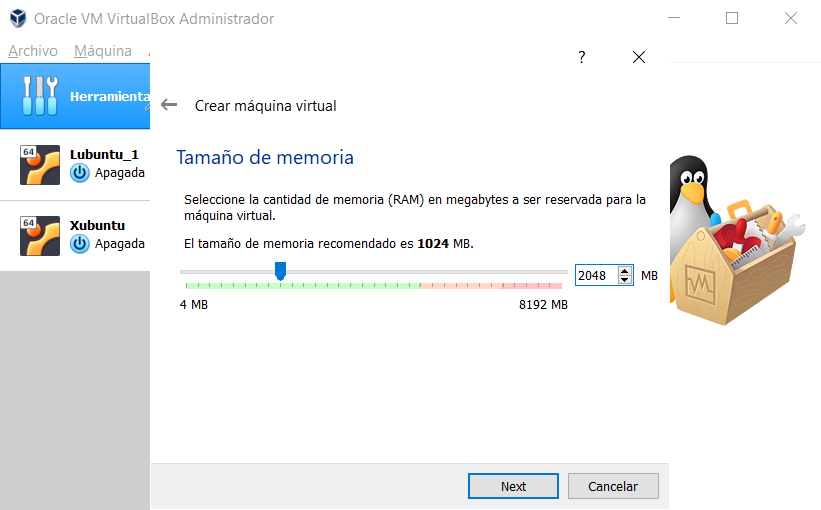 Oracle VM VirtualBox Administrador
Archivo Máquina
?
Herramienta
Crear máquina virtual
64
Lubuntu_1
Apagada
64
Xubuntu
Apagada
Tamaño de memoria
Seleccione la cantidad de memoria (RAM) en megabytes a ser reservada para la
máquina virtual.
El tamaño de memoria recomendado es 1024 MB.
2048 MB
4 MB 8192 MB
Next Cancelar